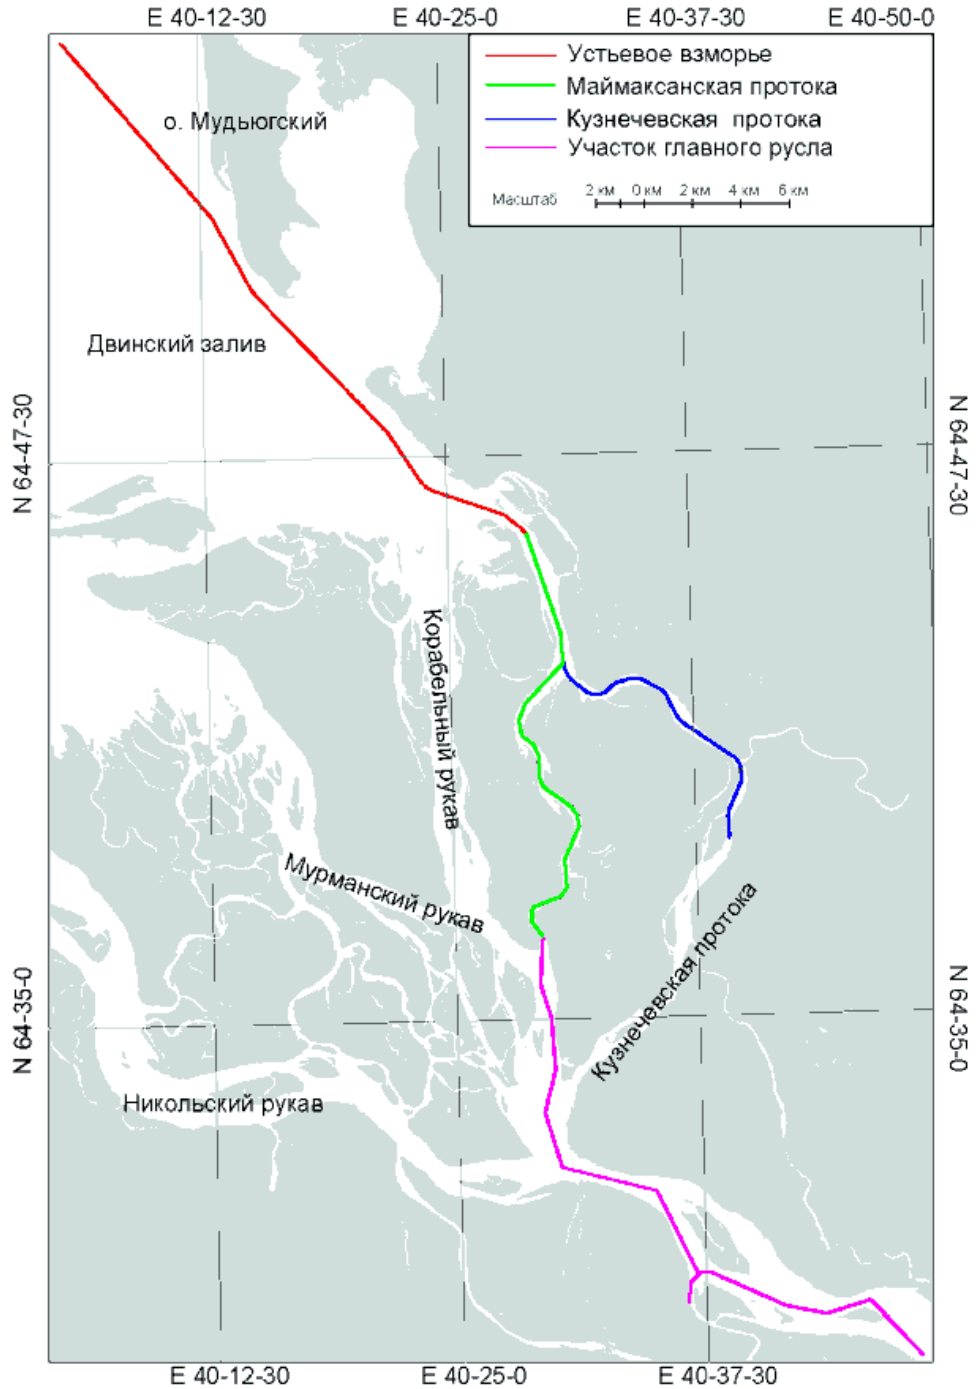 E 40-12-30 E 40-25-0 E 40-37-30 E 40-50-0
Устьевое взморье
Маймаксанская протока
Кузнечевская протока
Участок главного русла
Масштаб 2 км 0 км 2 км 4 км 6 км
о. Мудьюгский
Двинский залив
N 64-47-30
N 64-47-30
Корабельный рукав
Мурманский рукав
Кузнечевская протока
N 64-35-0
N 64-35-0
Никольский рукав
E 40-12-30 E 40-25-0 E 40-37-30